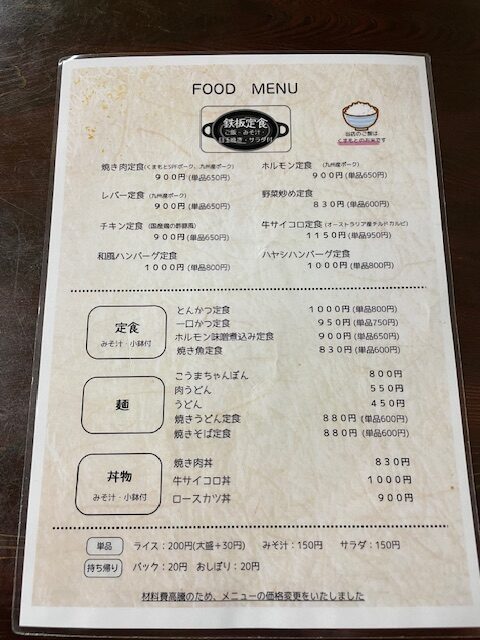 FOOD MENU
鉄板定食
ご飯・みそ汁・
目玉焼き・サラダ付
当店のご飯は
くまもとのお米です
焼き肉定食(くまもとSPFポーク、九州産ポーク) ホルモン定食 (九州産ポーク)
900円(単品650円) 900円(単品650円)
レバー定食 (九州産ポーク) 野菜炒め定食
900円(単品650円) 830円(単品600円)
チキン定食 (国産鶏の 風) 牛サイコロ定食(オーストラリア産チルドカルビ)
900円(単品650円) 1150円(単品950円)
和風ハンバーグ定食 ハヤシハンバーグ定食
1000円(単品800円) 1000円(単品800円)
定食
みそ汁・小鉢付
とんかつ定食 1000円(単品800円)
一口かつ定食 950円(単品750円)
ホルモン味噌煮込み定食 900円(単品650円)
焼き魚定食 830円(単品600円)
麺
こうまちゃんぽん 800円
肉うどん 550円
うどん 450円
焼きうどん定食 880円(単品600円)
焼きそば定食 880円(単品600円)
丼物
みそ汁・小鉢付
焼き肉丼 830円
牛サイコロ丼 1000円
ロースカツ丼 900円
単品 ライス:200円(大盛+30円) みそ汁:150円 サラダ:150円
持ち帰り パック:20円 おしぼり:20円
材料費高騰のため、メニューの価格変更をいたしました